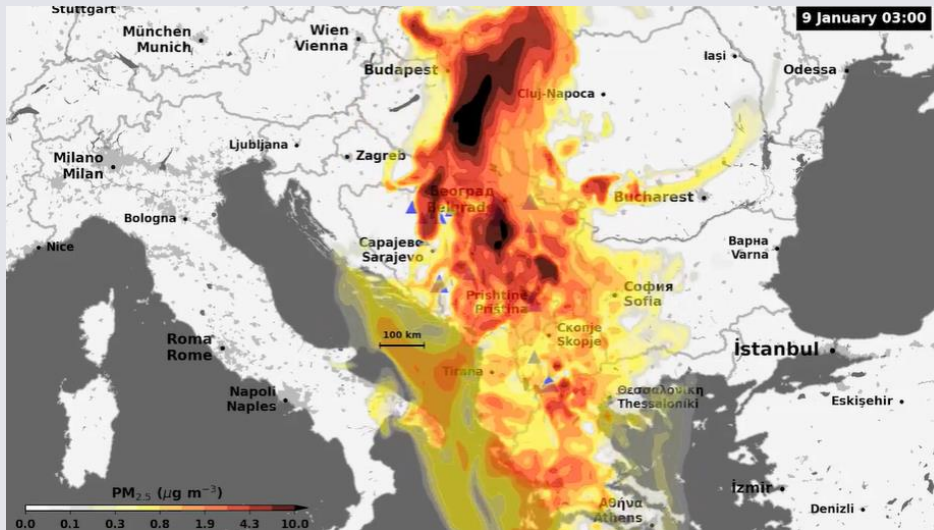 Stuttgart
9 January 03:00
München
Munich
Wien
Vienna
Budapest
Iași
Odessa
Cluj-Napoca
Ljubljana
Zagreb
Milano
Milan
Bologna
Београд
Belgrade
Bucharest
Nice
Сарајево
Sarajevo
Варна
Varna
София
Sofia
Prishtinë
Pristina
Скопје
Skopje
100 km
Roma
Rome
Tirana
İstanbul
Napoli
Naples
Θεσσαλονίκη
Thessaloniki
Eskişehir
PM2.5 (μg m−3)
0.0 0.1 0.3 0.8 1.9 4.3 10.0
Αθήνα
Athens
İzmir
Denizli